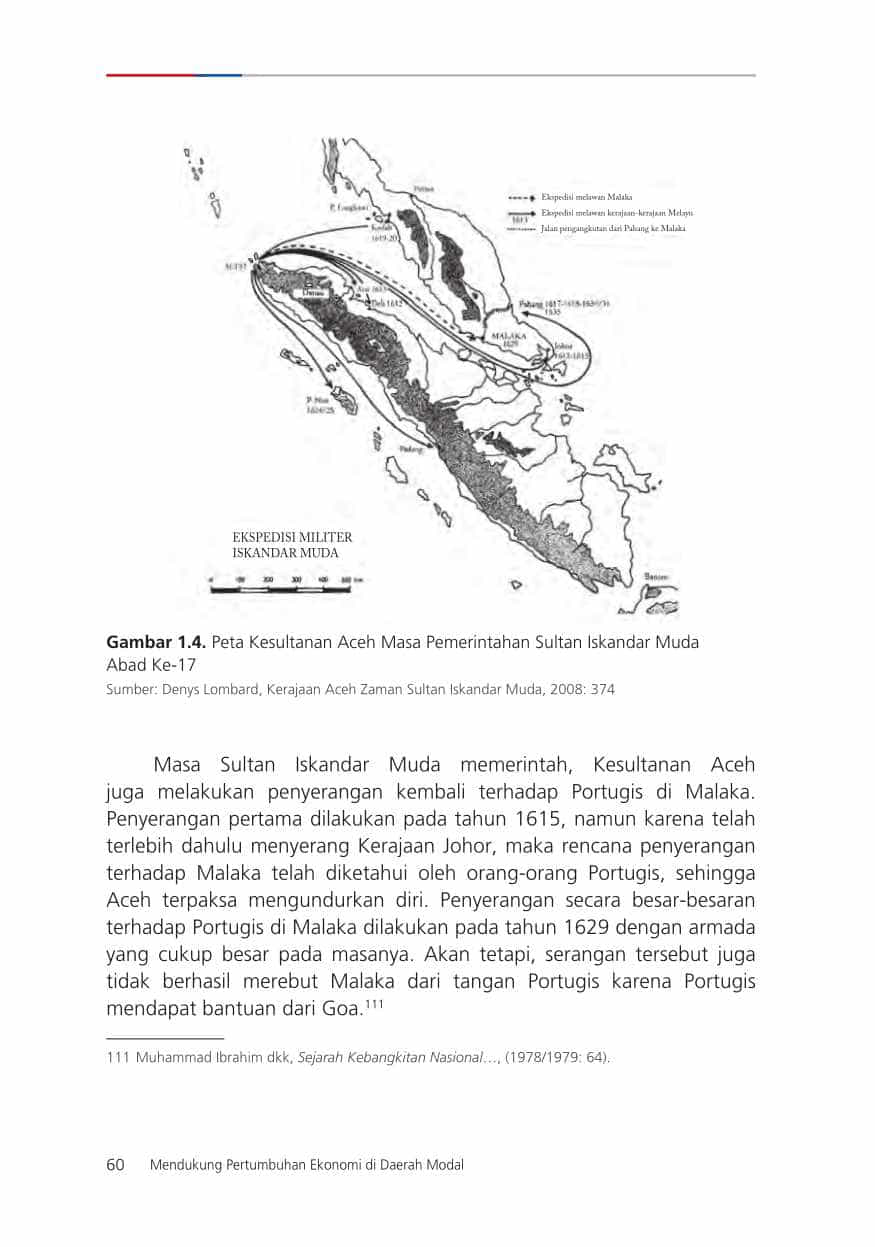 Ekspedisi melawan Malaka
Ekspedisi melawan kerajaan-kerajaan Melayu
1613
Jalan pengangkutan dari Pahang ke Malaka
P. Langkawi
Kedah
1619-20
Aru 1613
Deli 1612
Pahang
1635
MALAKA
1629
Johor
1613-1615
P. Nias
1624/25
Padang
EKSPEDISI MILITER
ISKANDAR MUDA
100 200 300 400 500 km
Banten
Gambar 1.4. Peta Kesultanan Aceh Masa Pemerintahan Sultan Iskandar Muda
Abad Ke-17
Sumber: Denys Lombard, Kerajaan Aceh Zaman Sultan Iskandar Muda, 2008: 374
Masa Sultan Iskandar Muda memerintah, Kesultanan Aceh
juga melakukan penyerangan kembali terhadap Portugis di Malaka.
Penyerangan pertama dilakukan pada tahun 1615, namun karena telah
terlebih dahulu menyerang Kerajaan Johor, maka rencana penyerangan
terhadap Malaka telah diketahui oleh orang-orang Portugis, sehingga
Aceh terpaksa mengundurkan diri. Penyerangan secara besar-besaran
terhadap Portugis di Malaka dilakukan pada tahun 1629 dengan armada
yang cukup besar pada masanya. Akan tetapi, serangan tersebut juga
tidak berhasil merebut Malaka dari tangan Portugis karena Portugis
mendapat bantuan dari Goa.111
111 Muhammad Ibrahim dkk, Sejarah Kebangkitan Nasional…, (1978/1979: 64).
60 Mendukung Pertumbuhan Ekonomi di Daerah Modal